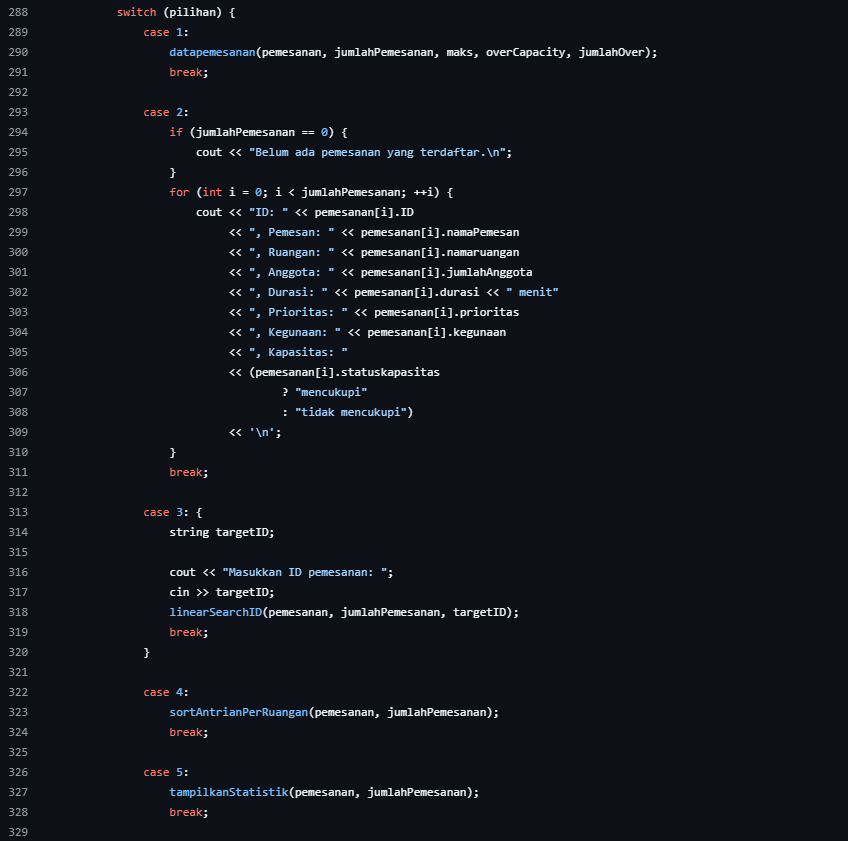 288 switch (pilihan) {
289 case 1:
290 datapemesanan(pemesanan, jumlahPemesanan, maks, overCapacity, jumlahOver);
291 break;
292
293 case 2:
294 if (jumlahPemesanan == 0) {
295 cout << "Belum ada pemesanan yang terdaftar.\n";
296 }
297 for (int i = 0; i < jumlahPemesanan; ++i) {
298 cout << "ID: " << pemesanan[i].ID
299 << ", Pemesan: " << pemesanan[i].namaPemesan
300 << ", Ruangan: " << pemesanan[i].namaruangan
301 << ", Anggota: " << pemesanan[i].jumlahAnggota
302 << ", Durasi: " << pemesanan[i].durasi << " menit"
303 << ", Prioritas: " << pemesanan[i].prioritas
304 << ", Kegunaan: " << pemesanan[i].kegunaan
305 << ", Kapasitas: "
306 << (pemesanan[i].statuskapasitas
307 ? "mencukupi"
308 : "tidak mencukupi")
309 << '\n';
310 }
311 break;
312
313 case 3: {
314 string targetID;
315
316 cout << "Masukkan ID pemesanan: ";
317 cin >> targetID;
318 linearSearchID(pemesanan, jumlahPemesanan, targetID);
319 break;
320 }
321
322 case 4:
323 sortAntrianPerRuangan(pemesanan, jumlahPemesanan);
324 break;
325
326 case 5:
327 tampilkanStatistik(pemesanan, jumlahPemesanan);
328 break;
329